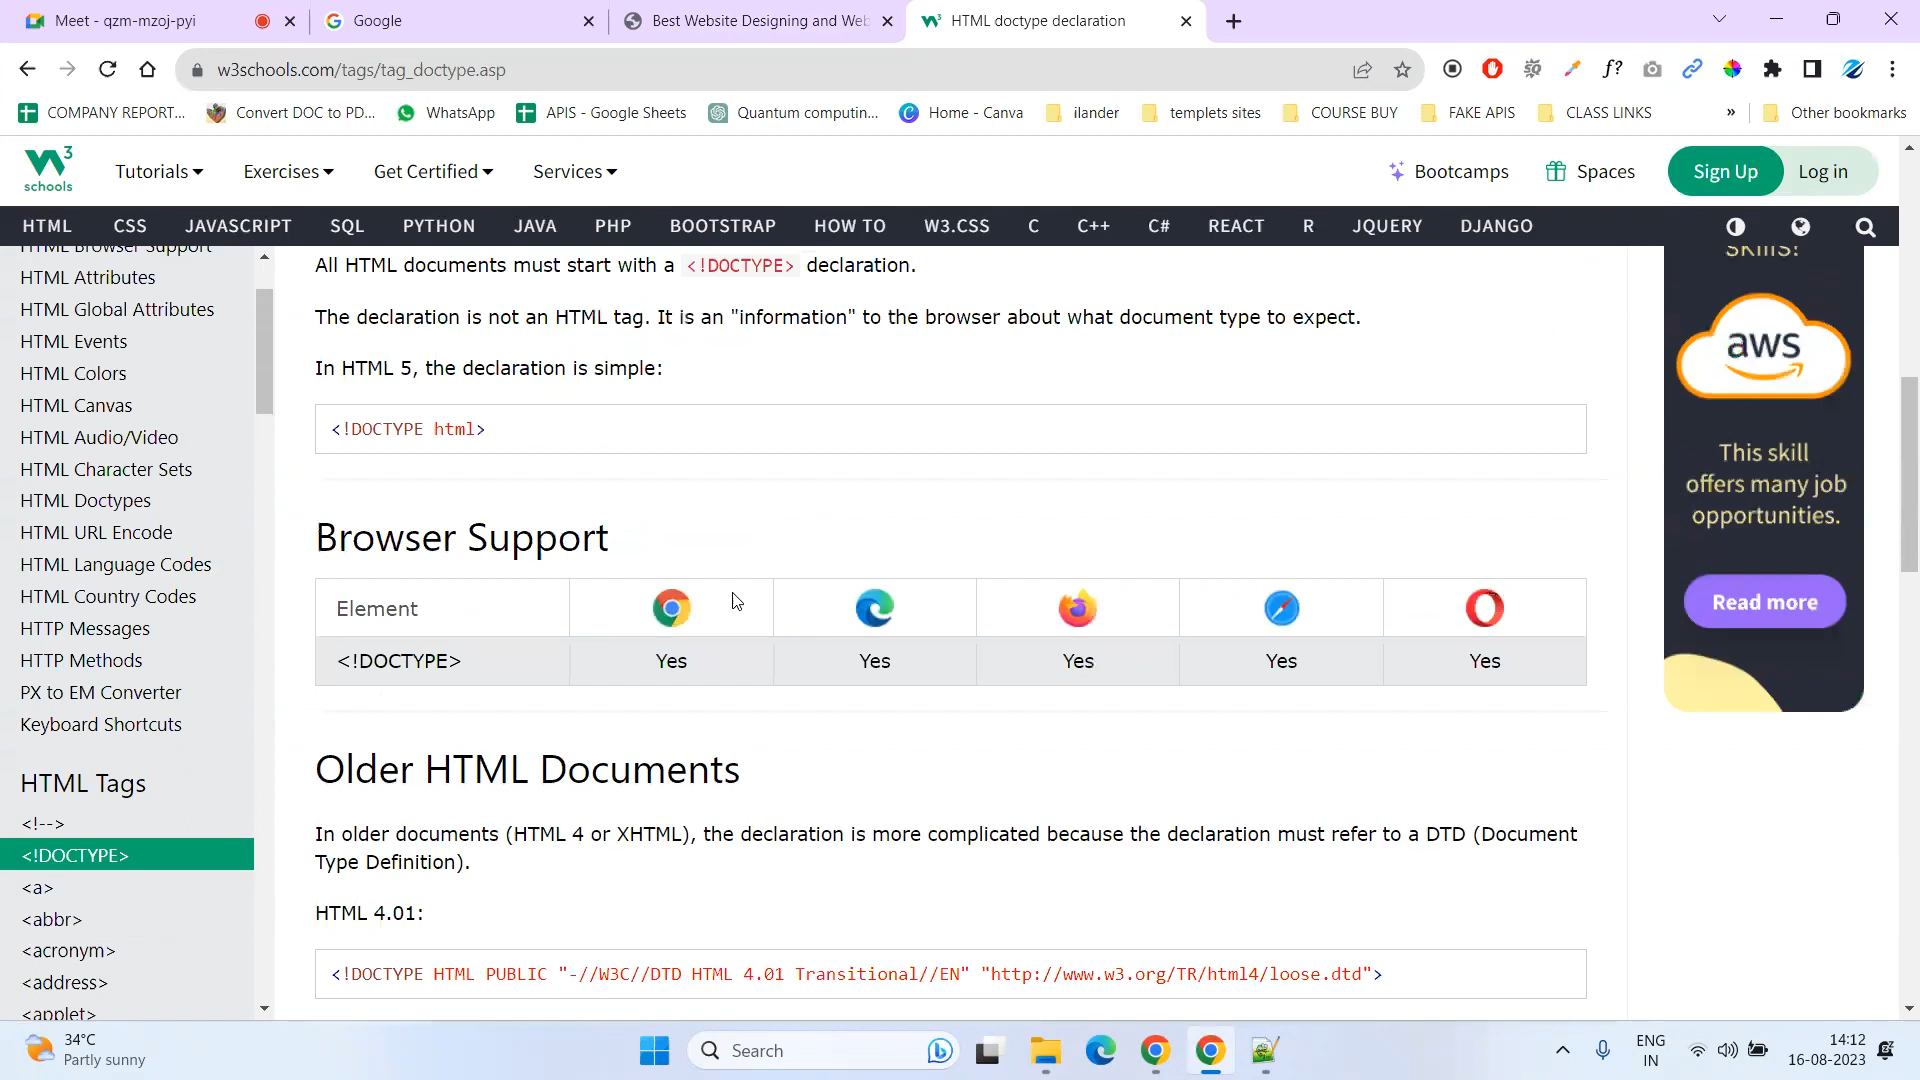 Meet - qzm-mzoj-pyi
Google
Best Website Designing and Web
HTML doctype declaration
w3schools.com/tags/tag_doctype.asp
COMPANY REPORT...
Convert DOC to PD...
WhatsApp
APIS - Google Sheets
Quantum computin...
Home - Canva
ilander
templets sites
COURSE BUY
FAKE APIS
CLASS LINKS
»
Other bookmarks
schools
Tutorials
Exercises
Get Certified
Services
Bootcamps
Spaces
Sign Up
Log in
HTML CSS JAVASCRIPT SQL PYTHON JAVA PHP BOOTSTRAP HOW TO W3.CSS C C++ C# REACT R JQUERY DJANGO
HTML Browser Support
HTML Attributes
HTML Global Attributes
HTML Events
HTML Colors
HTML Canvas
HTML Audio/Video
HTML Character Sets
HTML Doctypes
HTML URL Encode
HTML Language Codes
HTML Country Codes
HTTP Messages
HTTP Methods
PX to EM Converter
Keyboard Shortcuts
HTML Tags
<!-->
<!DOCTYPE>
<a>
<abbr>
<acronym>
<address>
<applet>
All HTML documents must start with a <!DOCTYPE> declaration.
The declaration is not an HTML tag. It is an "information" to the browser about what document type to expect.
In HTML 5, the declaration is simple:
<!DOCTYPE html>
Browser Support
Element
<!DOCTYPE> Yes Yes Yes Yes Yes
Older HTML Documents
In older documents (HTML 4 or XHTML), the declaration is more complicated because the declaration must refer to a DTD (Document
Type Definition).
HTML 4.01:
<!DOCTYPE HTML PUBLIC "-//W3C//DTD HTML 4.01 Transitional//EN" "http://www.w3.org/TR/html4/loose.dtd">
skills!
aws
This skill
offers many job
opportunities.
Read more
34°C
Partly sunny
Search
ENG
IN
14:12
16-08-2023